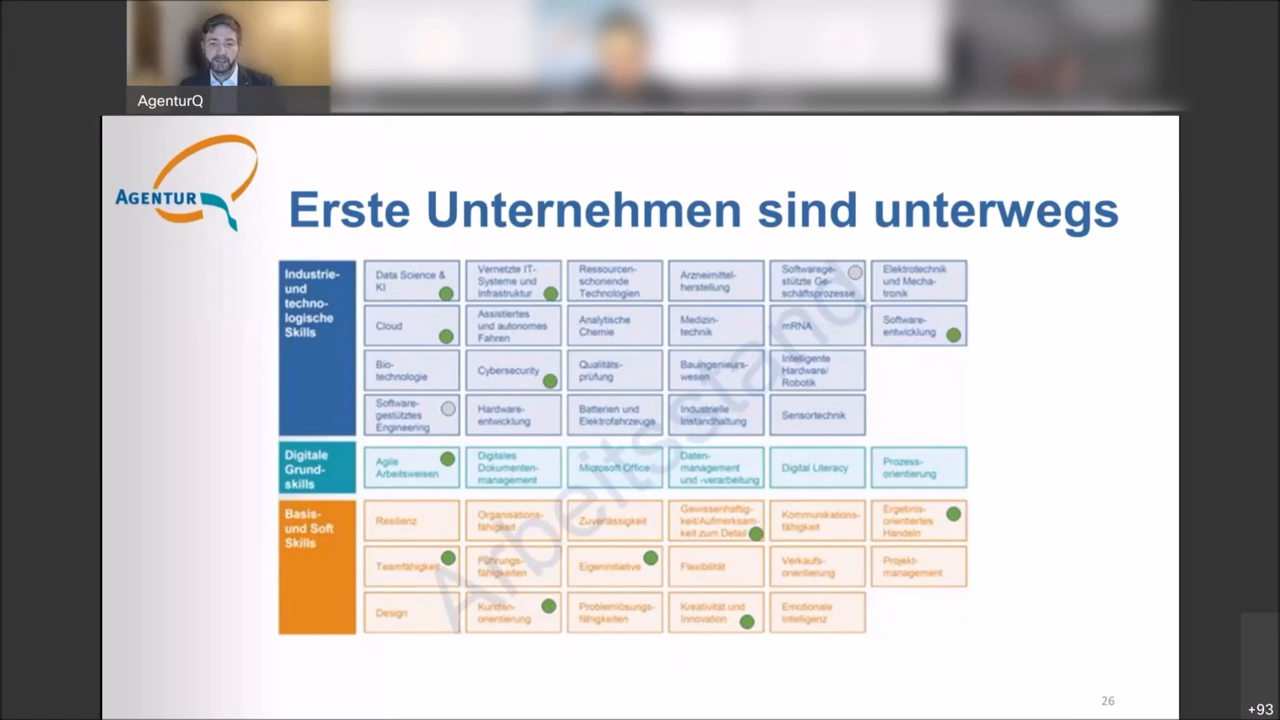 AgenturQ
AGENTUR
Erste Unternehmen sind unterwegs
Industrie-
und
techno-
logische
Skills
Data Science &
KI
Vernetzte IT-
Systeme und
Infrastruktur
Ressourcen-
schonende
Technologien
Arzneimittel-
herstellung
Softwarege-
stützte Ge-
schäftsprozesse
Elektrotechnik
und Mecha-
tronik
Cloud
Assistiertes
und autonomes
Fahren
Analytische
Chemie
Medizin-
technik
mRNA
Software-
entwicklung
Bio-
technologie
Cybersecurity
Qualitäts-
prüfung
Bauingenieurs-
wesen
Intelligente
Hardware/
Robotik
Software-
gestütztes
Engineering
Hardware-
entwicklung
Batterien und
Elektrofahrzeuge
Industrielle
Instandhaltung
Sensortechnik
Digitale
Grund-
skills
Agile
Arbeitsweisen
Digitales
Dokumenten-
management
Microsoft Office
Daten-
management
und -verarbeitung
Digital Literacy
Prozess-
orientierung
Basis-
und Soft
Skills
Resilienz
Organisations-
fähigkeit
Zuverlässigkeit
Gewissenhaftig-
keit/Aufmerksam-
keit zum Detail
Kommunikations-
fähigkeit
Ergebnis-
orientiertes
Handeln
Teamfähigkeit
Führungs-
fähigkeiten
Eigeninitiative
Flexibilität
Verkaufs-
orientierung
Projekt-
management
Design
Kunden-
orientierung
Problemlösungs-
fähigkeiten
Kreativität und
Innovation
Emotionale
Intelligenz
Arbeitsstand
26
+93